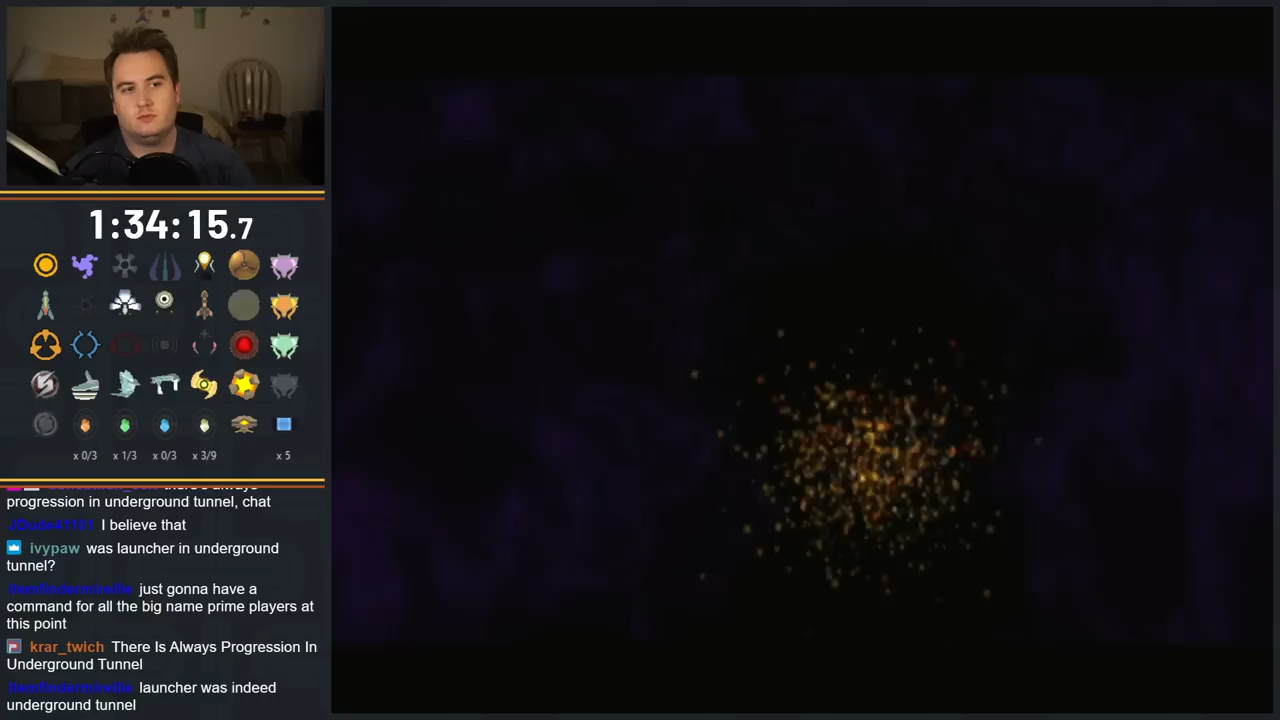 1:34:15.7
x 0/3
x 1/3
x 0/3
x 3/9
x 5
progression in underground tunnel, chat
I believe that
ivypaw was launcher in underground
tunnel?
just gonna have a
command for all the big name prime players at
this point
krar_twich There Is Always Progression In
Underground Tunnel
launcher was indeed
underground tunnel